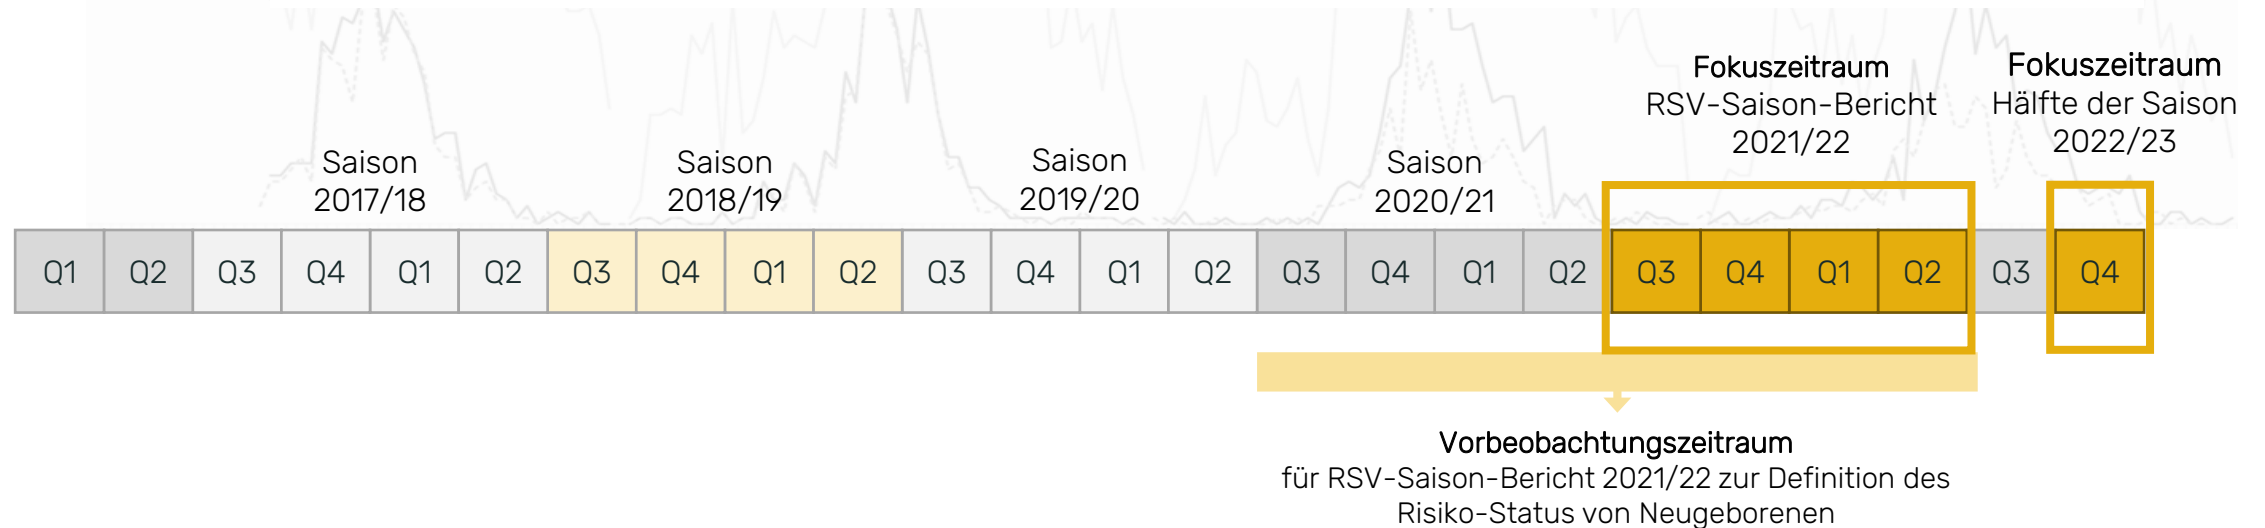 Fokuszeitraum
RSV-Saison-Bericht
2021/22
Fokuszeitraum
Hälfte der Saison
2022/23
Saison
2017/18
Saison
2018/19
Saison
2019/20
Saison
2020/21
Q1 Q2 Q3 Q4 Q1 Q2 Q3 Q4 Q1 Q2 Q3 Q4 Q1 Q2 Q3 Q4 Q1 Q2 Q3 Q4 Q1 Q2 Q3 Q4
Vorbeobachtungszeitraum
für RSV-Saison-Bericht 2021/22 zur Definition des
Risiko-Status von Neugeborenen